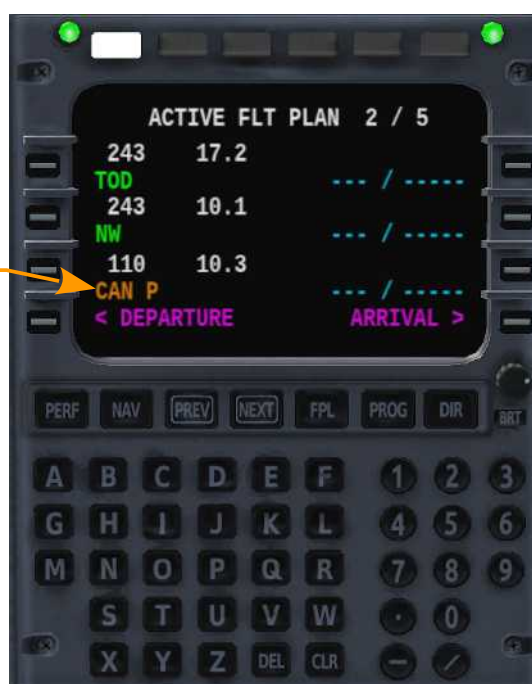 ACTIVE FLT PLAN 2 / 5
243 17.2
TOD --- / -----
243 10.1
NW --- / -----
110 10.3
CAN P --- / -----
< DEPARTURE ARRIVAL >
PERF NAV PREV NEXT FPL PROG DIR BRT
A B C D E F 1 2 3
G H I J K L 4 5 6
M N O P Q R 7 8 9
S T U V W · 0
X Y Z DEL CLR — /